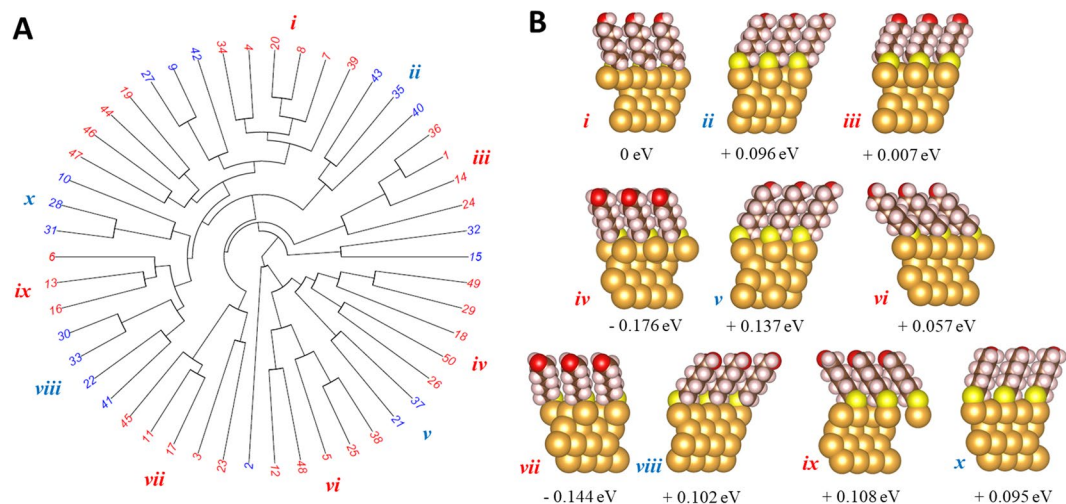 A
i
34
4
20
8
7
39
43
ii
35
40
36
1
iii
14
24
32
15
49
29
18
50
iv
26
37
21
v
38
25
5
vi
48
12
2
23
3
17
vii
11
45
41
22
viii
33
30
16
ix
13
6
31
28
x
10
47
46
44
19
27
9
42
B
i
ii
iii
0 eV
+ 0.096 eV
+ 0.007 eV
iv
v
vi
- 0.176 eV
+ 0.137 eV
+ 0.057 eV
vii
viii
ix
x
- 0.144 eV
+ 0.102 eV
+ 0.108 eV
+ 0.095 eV